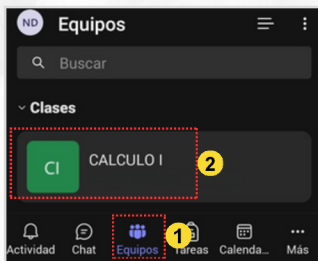 ND Equipos
Buscar
Clases
CI CALCULO I 2
1
Actividad Chat Equipos Tareas Calenda... Más